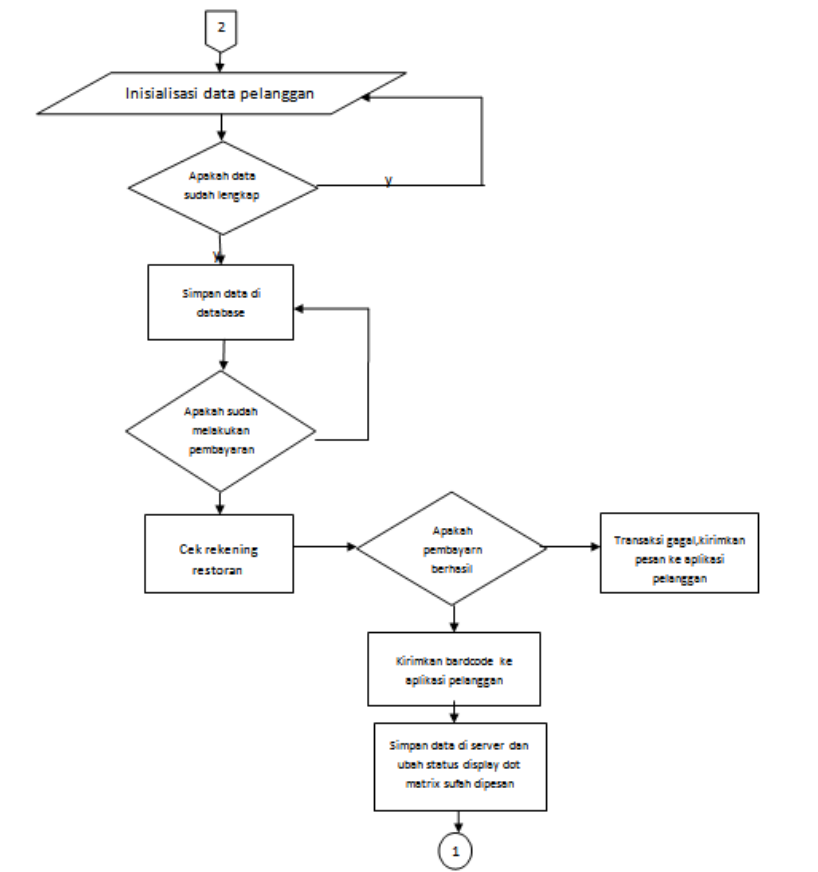 2
Inisialisasi data pelanggan
Apakah data
sudah lengkap
y
y
Simpan data di
database
Apakah sudah
melakukan
pembayaran
Cek rekening
restoran
Apakah
pembayarn
berhasil
Transaksi gagal,kirimkan
pesan ke aplikasi
pelanggan
Kirimkan bardcode ke
aplikasi pelanggan
Simpan data di server dan
ubah status display dot
matrix sufah dipesan
1